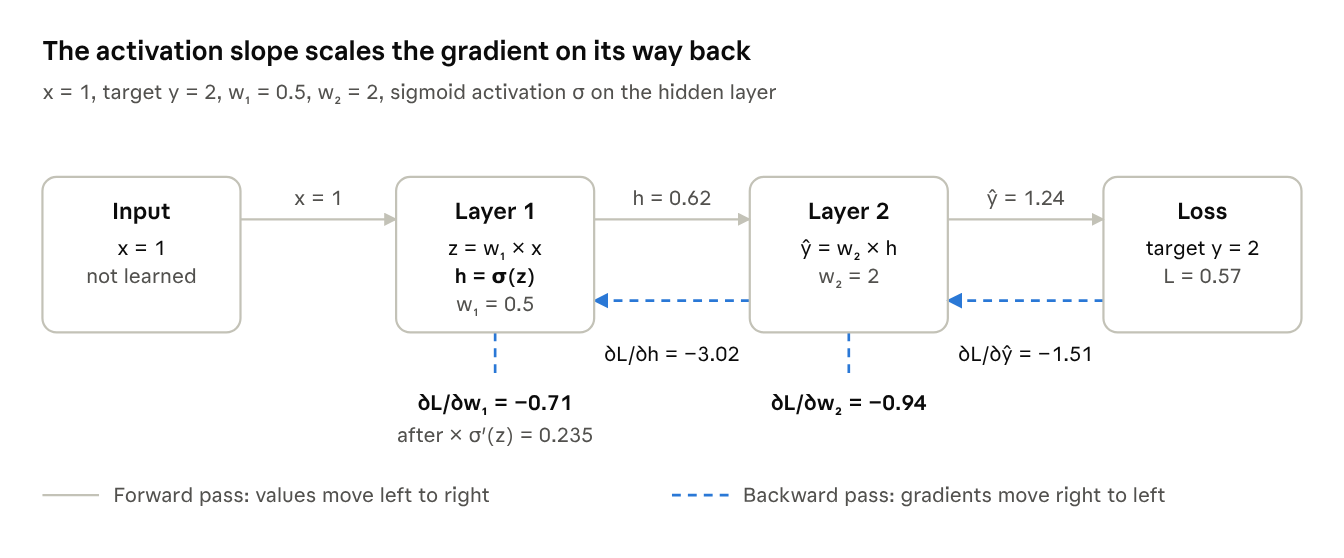 The activation slope scales the gradient on its way back
x = 1, target y = 2, w₁ = 0.5, w₂ = 2, sigmoid activation σ on the hidden layer
Input
x = 1
not learned
x = 1
Layer 1
z = w₁ × x
h = σ(z)
w₁ = 0.5
h = 0.62
Layer 2
ŷ = w₂ × h
w₂ = 2
ŷ = 1.24
Loss
target y = 2
L = 0.57
∂L/∂h = −3.02
∂L/∂ŷ = −1.51
∂L/∂w₁ = −0.71
after × σ′(z) = 0.235
∂L/∂w₂ = −0.94
Forward pass: values move left to right
Backward pass: gradients move right to left